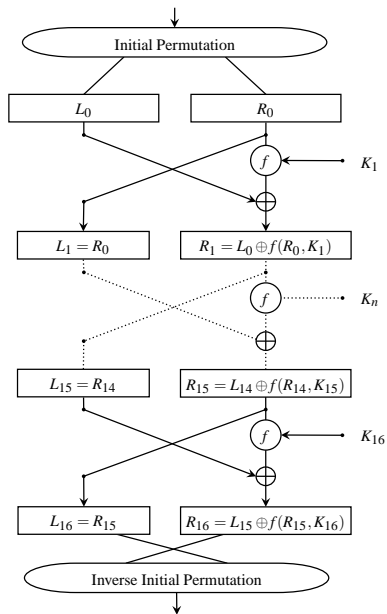 Initial Permutation
L₀ R₀
f K₁
L₁ = R₀ R₁ = L₀ ⊕ f(R₀, K₁)
f Kₙ
L₁₅ = R₁₄ R₁₅ = L₁₄ ⊕ f(R₁₄, K₁₅)
f K₁₆
L₁₆ = R₁₅ R₁₆ = L₁₅ ⊕ f(R₁₅, K₁₆)
Inverse Initial Permutation